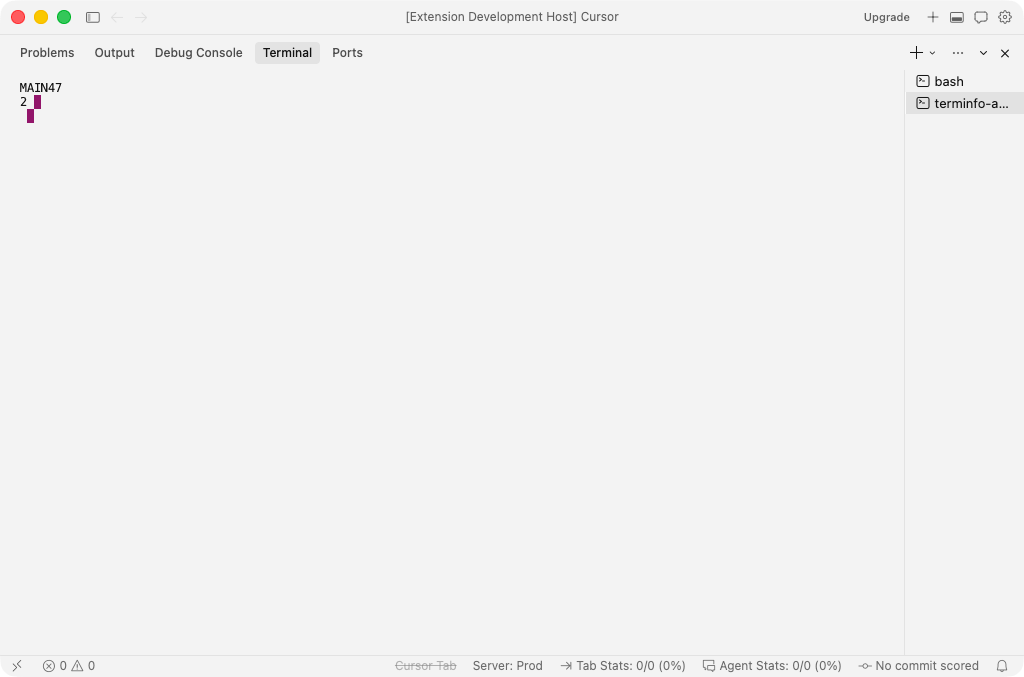 [Extension Development Host] Cursor
Upgrade
Problems Output Debug Console Terminal Ports
MAIN47
2
bash
terminfo-a...
0 0 Cursor Tab Server: Prod Tab Stats: 0/0 (0%) Agent Stats: 0/0 (0%) No commit scored